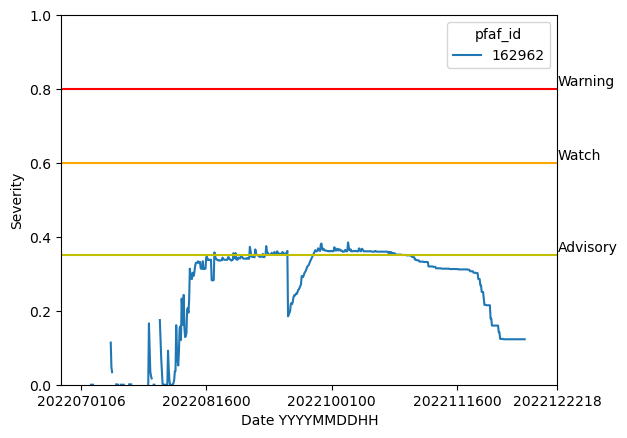 1.0
pfaf_id
162962
0.8
Warning
0.6
Watch
Severity
0.4
Advisory
0.2
0.0
2022070106
2022081600
2022100100
2022111600
2022122218
Date YYYYMMDDHH